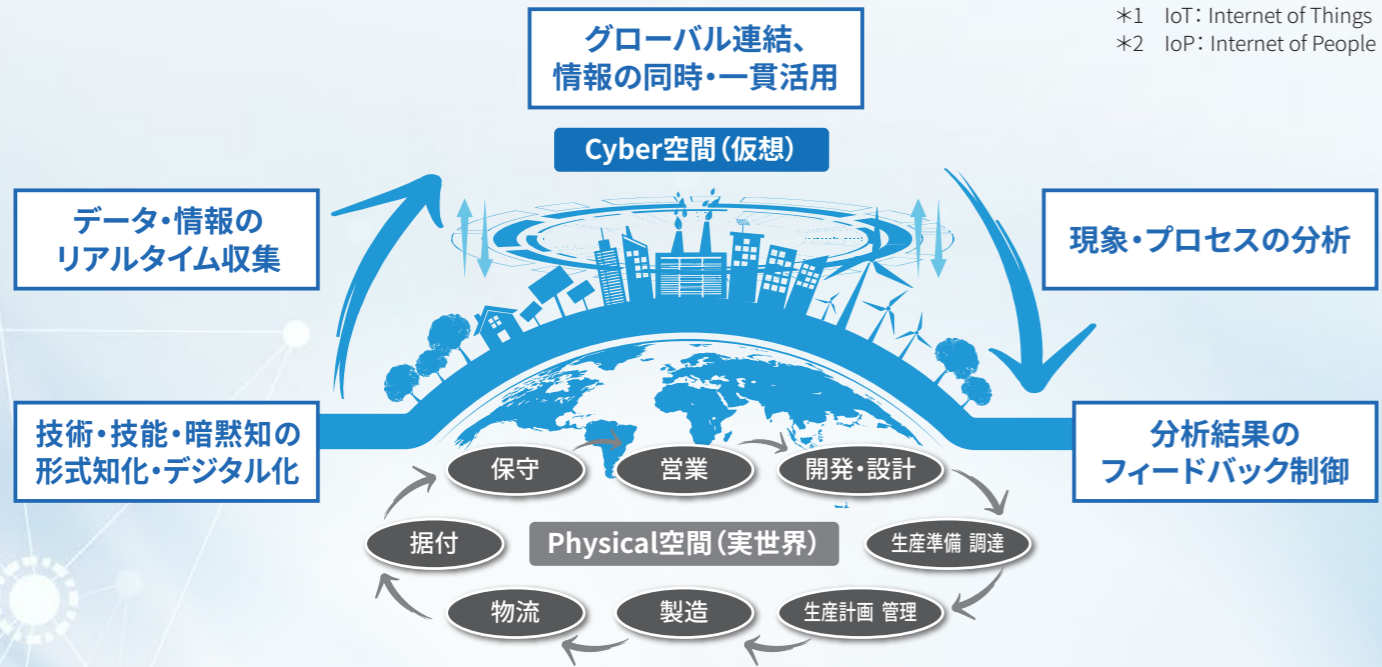 グローバル連結、
情報の同時・一貫活用
＊1 IoT：Internet of Things
＊2 IoP：Internet of People
Cyber空間（仮想）
データ・情報の
リアルタイム収集
現象・プロセスの分析
技術・技能・暗黙知の
形式知化・デジタル化
分析結果の
フィードバック制御
保守
営業
開発・設計
据付
Physical空間（実世界）
生産準備 調達
物流
製造
生産計画 管理